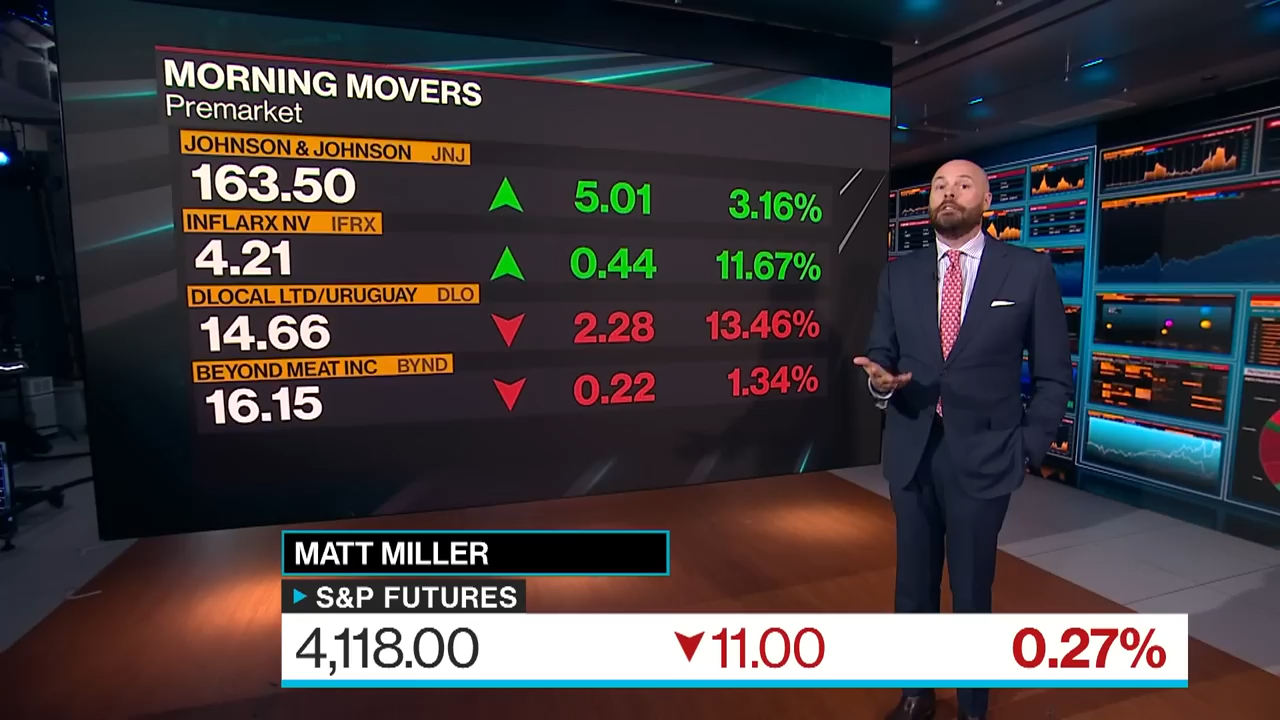 MORNING MOVERS
Premarket
JOHNSON & JOHNSON JNJ
163.50 ▲ 5.01 3.16%
INFLARX NV IFRX
4.21 ▲ 0.44 11.67%
DLOCAL LTD/URUGUAY DLO
14.66 ▼ 2.28 13.46%
BEYOND MEAT INC BYND
16.15 ▼ 0.22 1.34%
MATT MILLER
S&P FUTURES
4,118.00 ▼11.00 0.27%